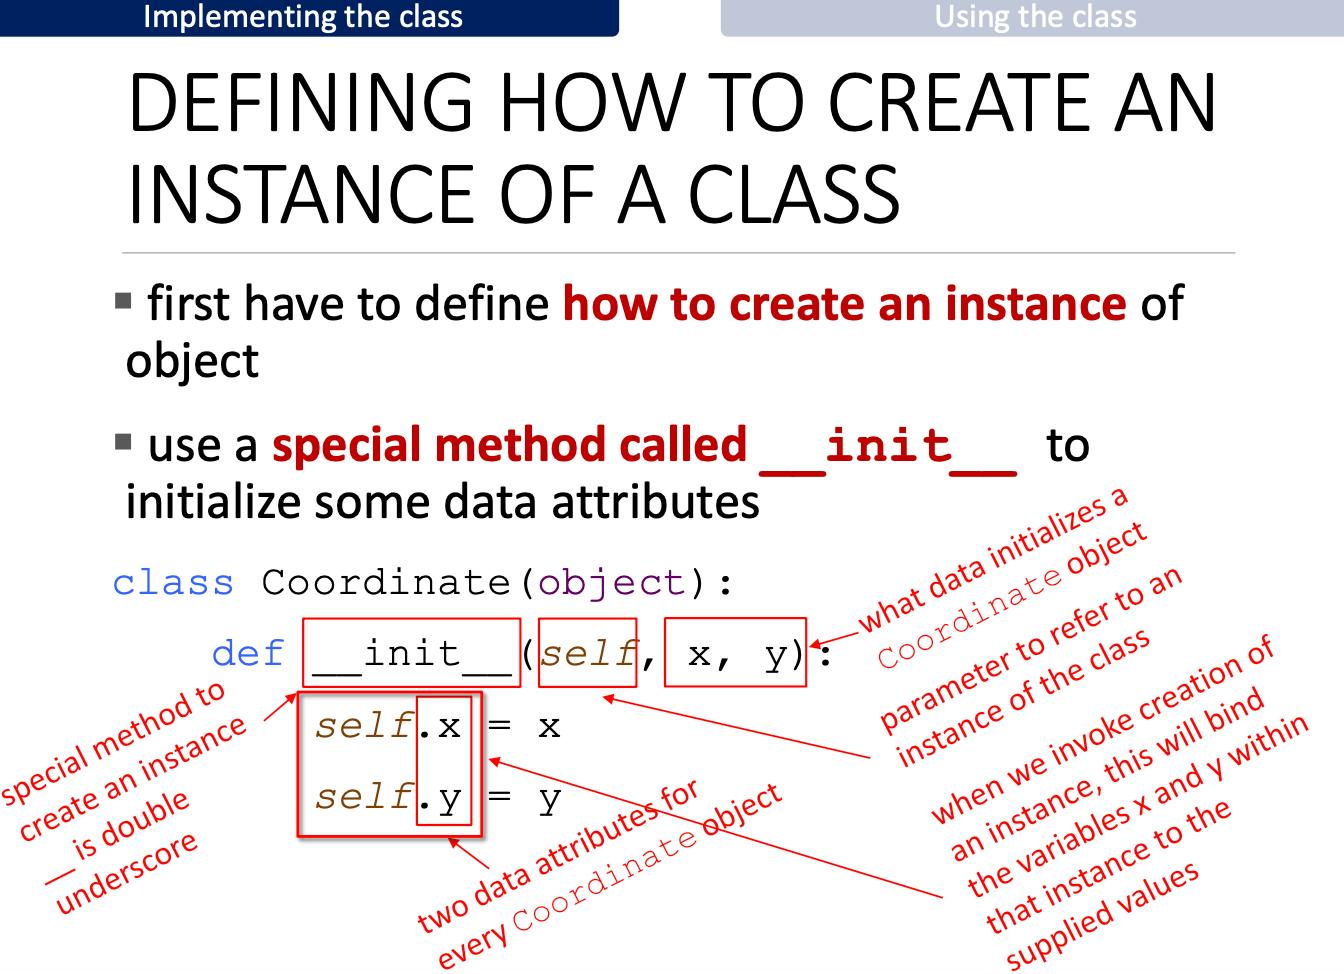 Implementing the class
Using the class
DEFINING HOW TO CREATE AN
INSTANCE OF A CLASS
▪ first have to define how to create an instance of
object
▪ use a special method called __init__ to
initialize some data attributes
class Coordinate(object):
def __init__(self, x, y):
self.x = x
self.y = y
what data initializes a
Coordinate object
parameter to refer to an
instance of the class
when we invoke creation of
an instance, this will bind
the variables x and y within
that instance to the
supplied values
special method to
create an instance
__ is double
underscore
two data attributes for
every Coordinate object